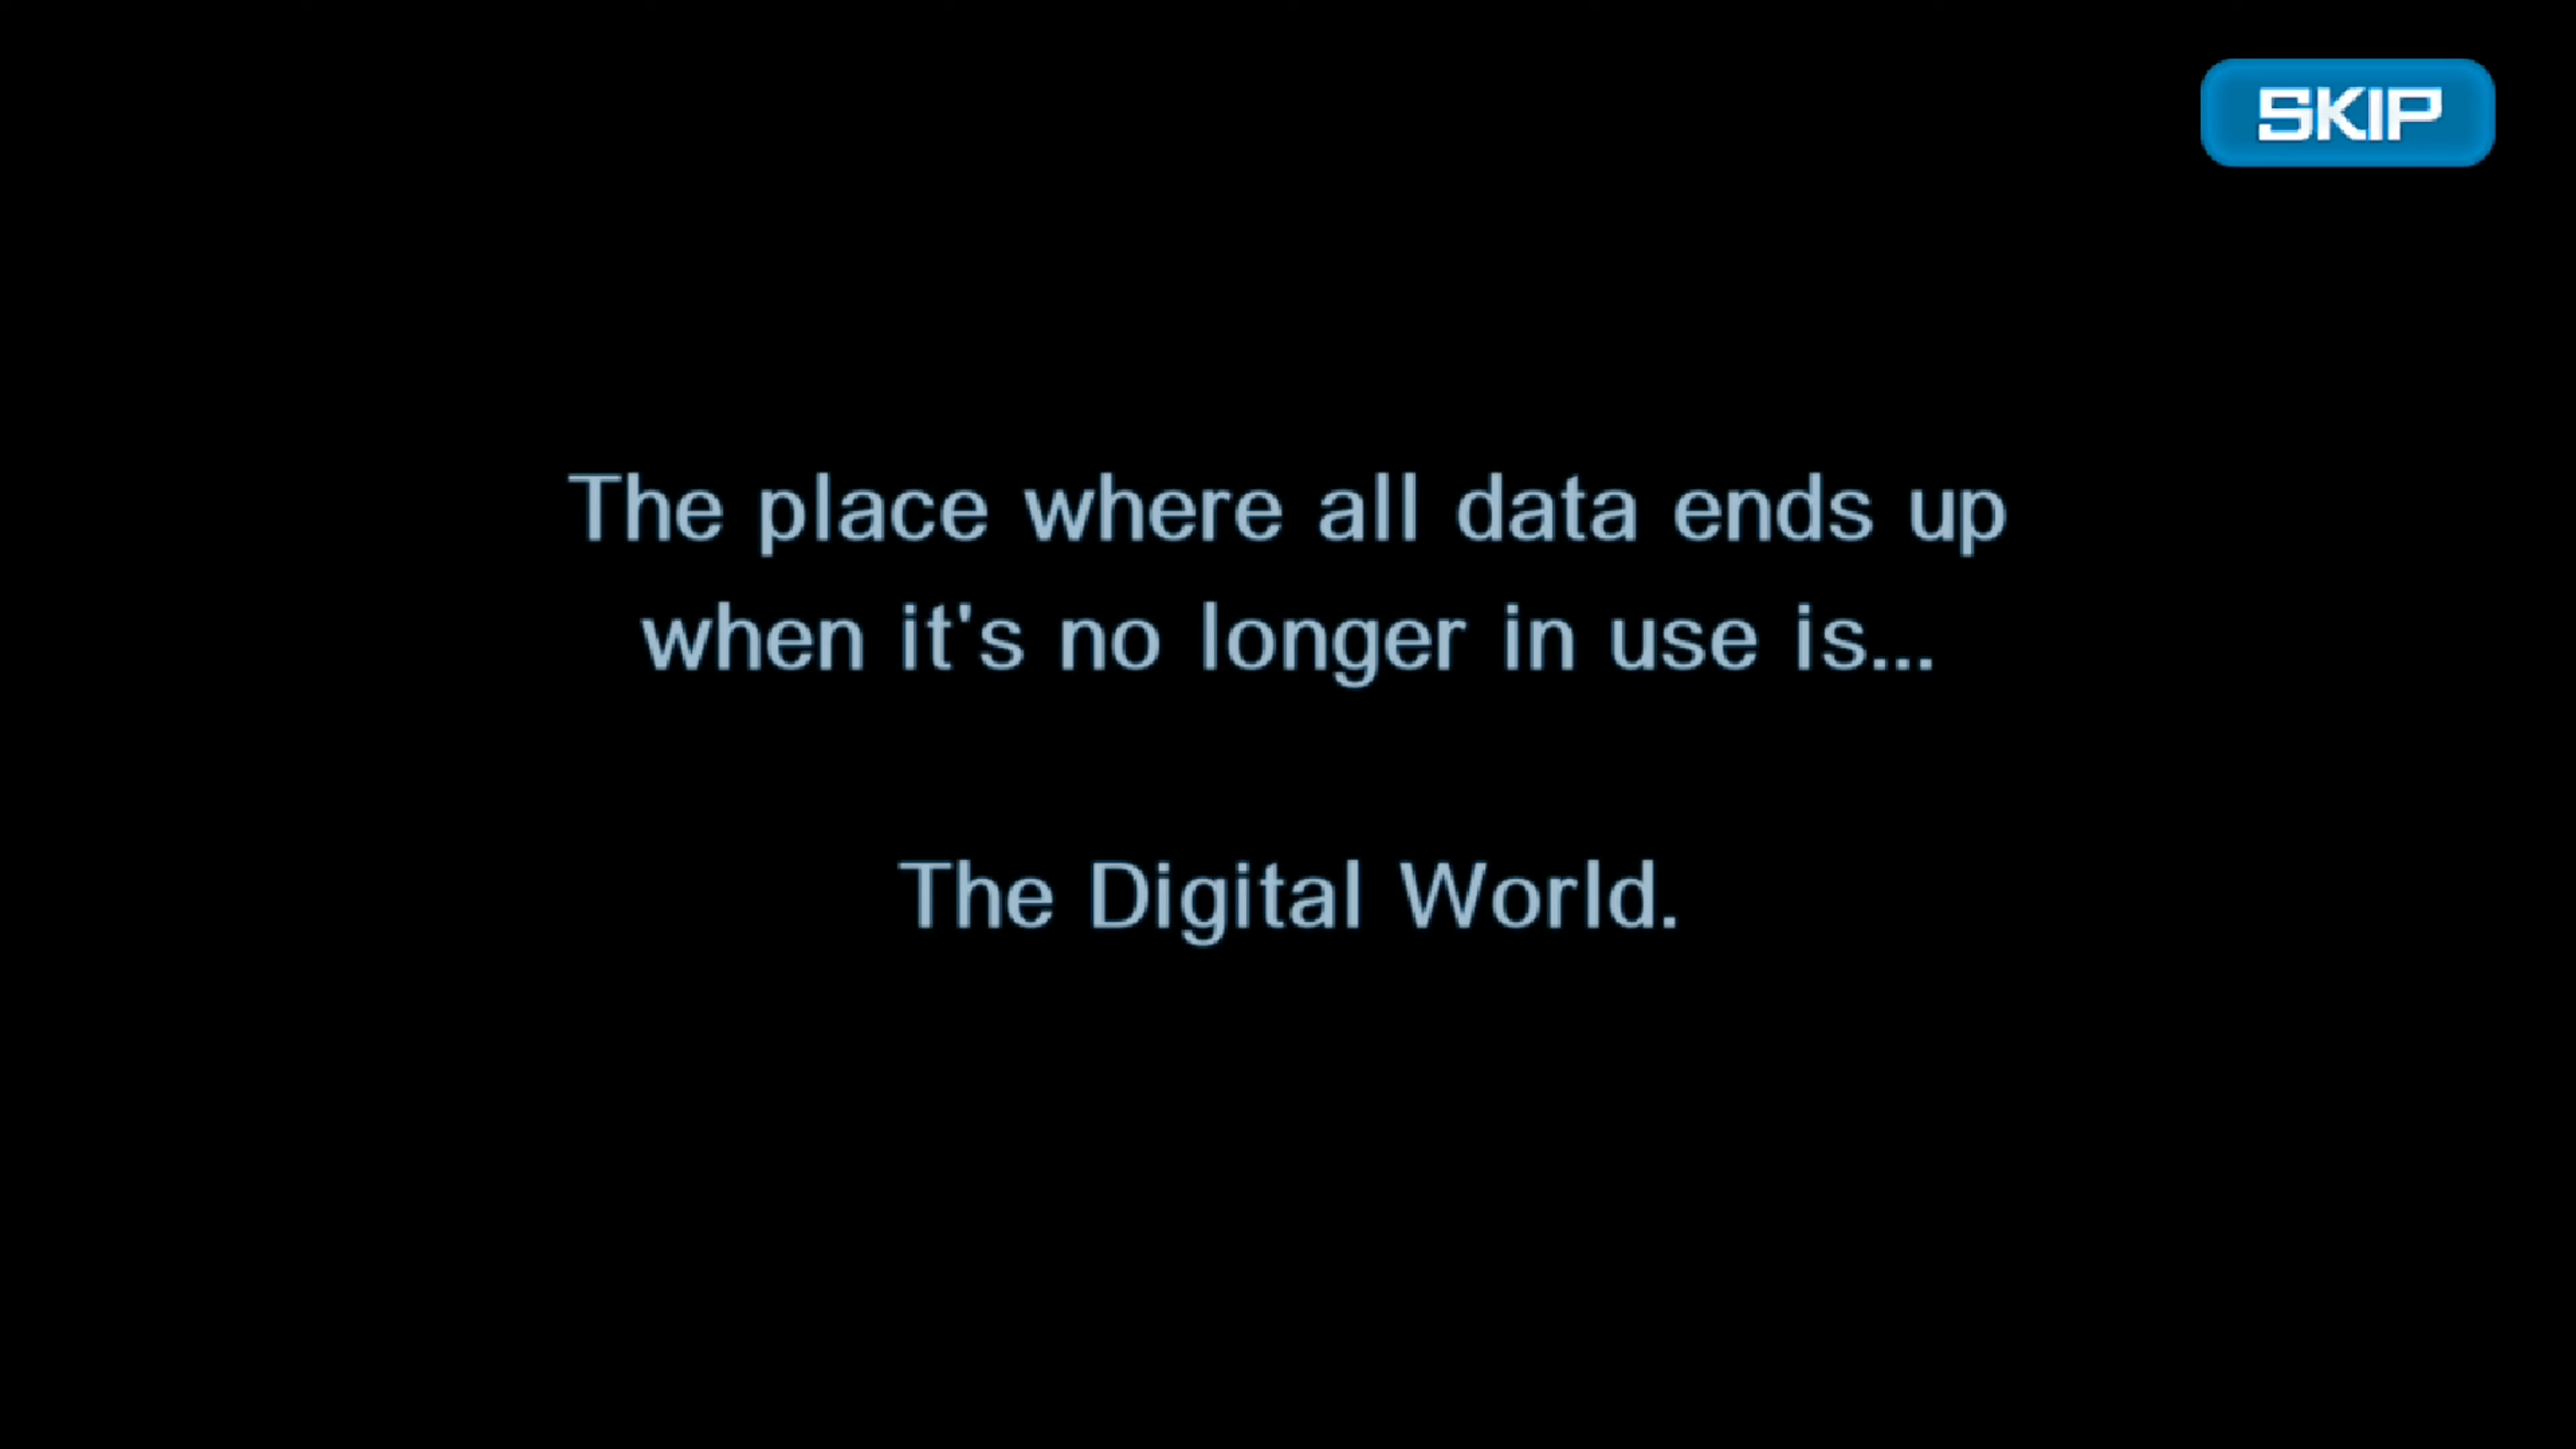 SKIP
The place where all data ends up
when it's no longer in use is...
The Digital World.